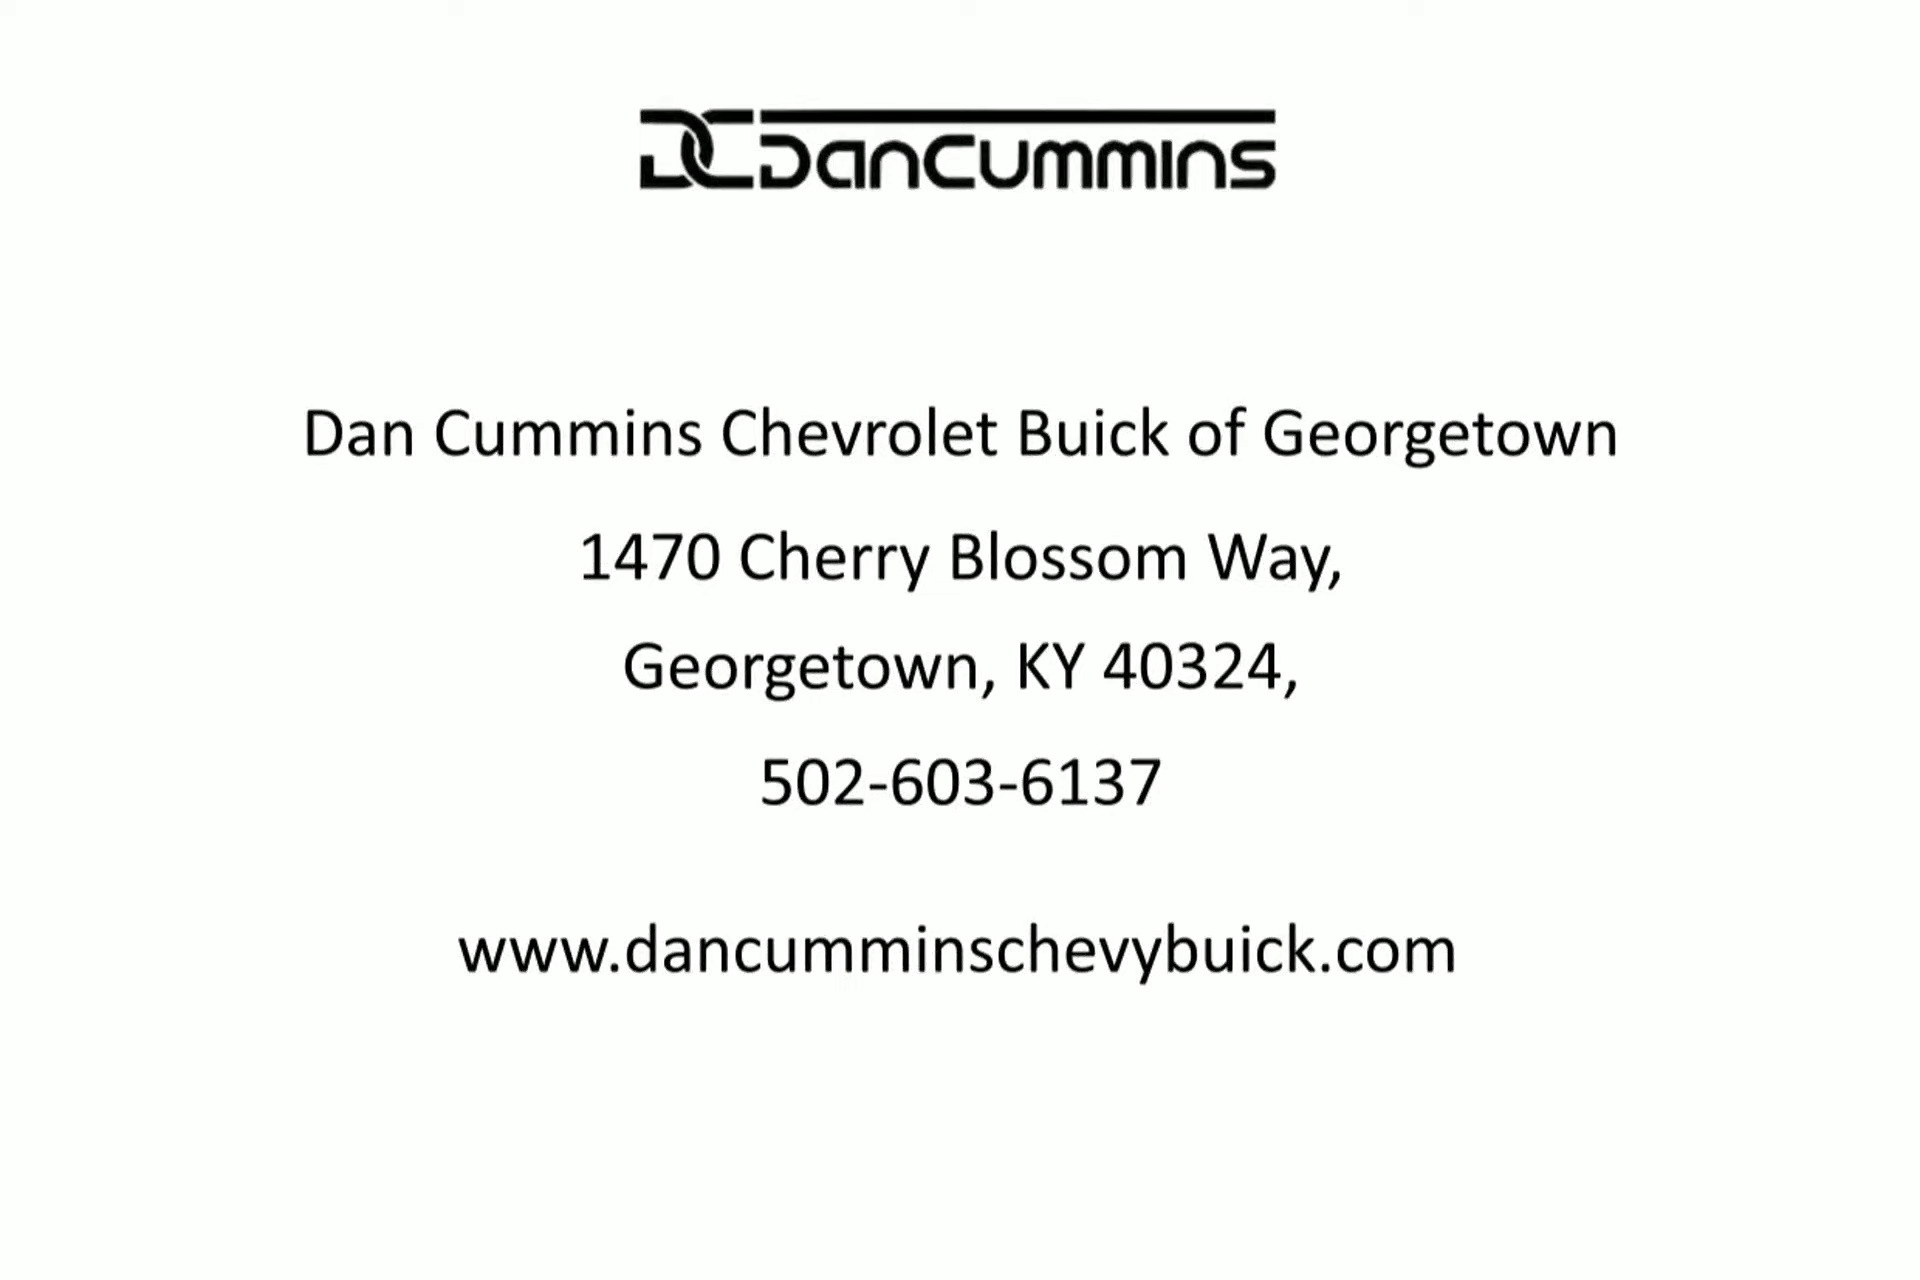 DC DanCummins
Dan Cummins Chevrolet Buick of Georgetown
1470 Cherry Blossom Way,
Georgetown, KY 40324,
502-603-6137
www.dancumminschevybuick.com